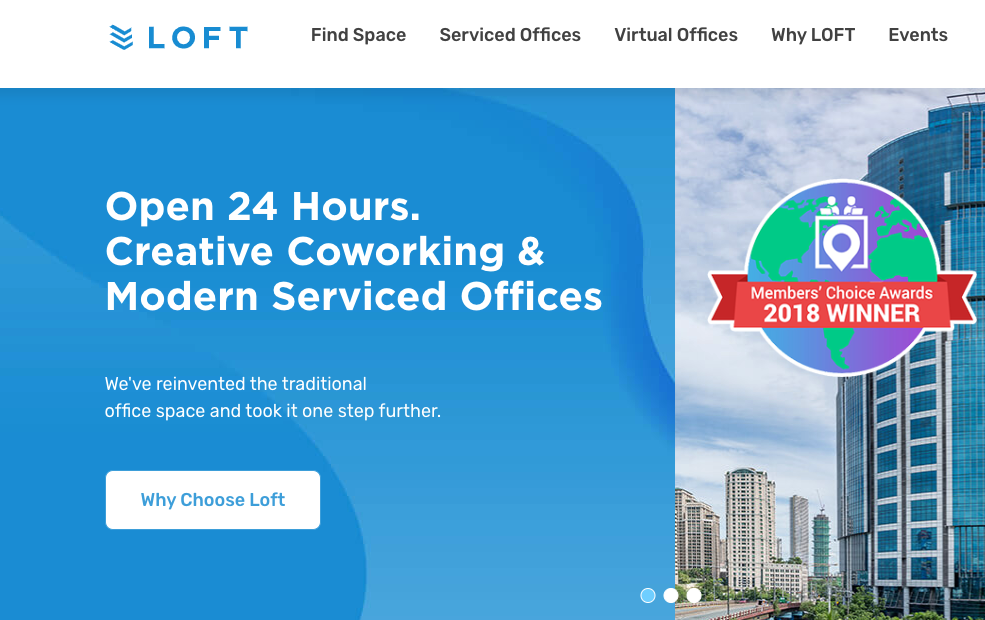 LOFT
Find Space
Serviced Offices
Virtual Offices
Why LOFT
Events
Open 24 Hours.
Creative Coworking &
Modern Serviced Offices
We've reinvented the traditional
office space and took it one step further.
Why Choose Loft
Members' Choice Awards
2018 WINNER